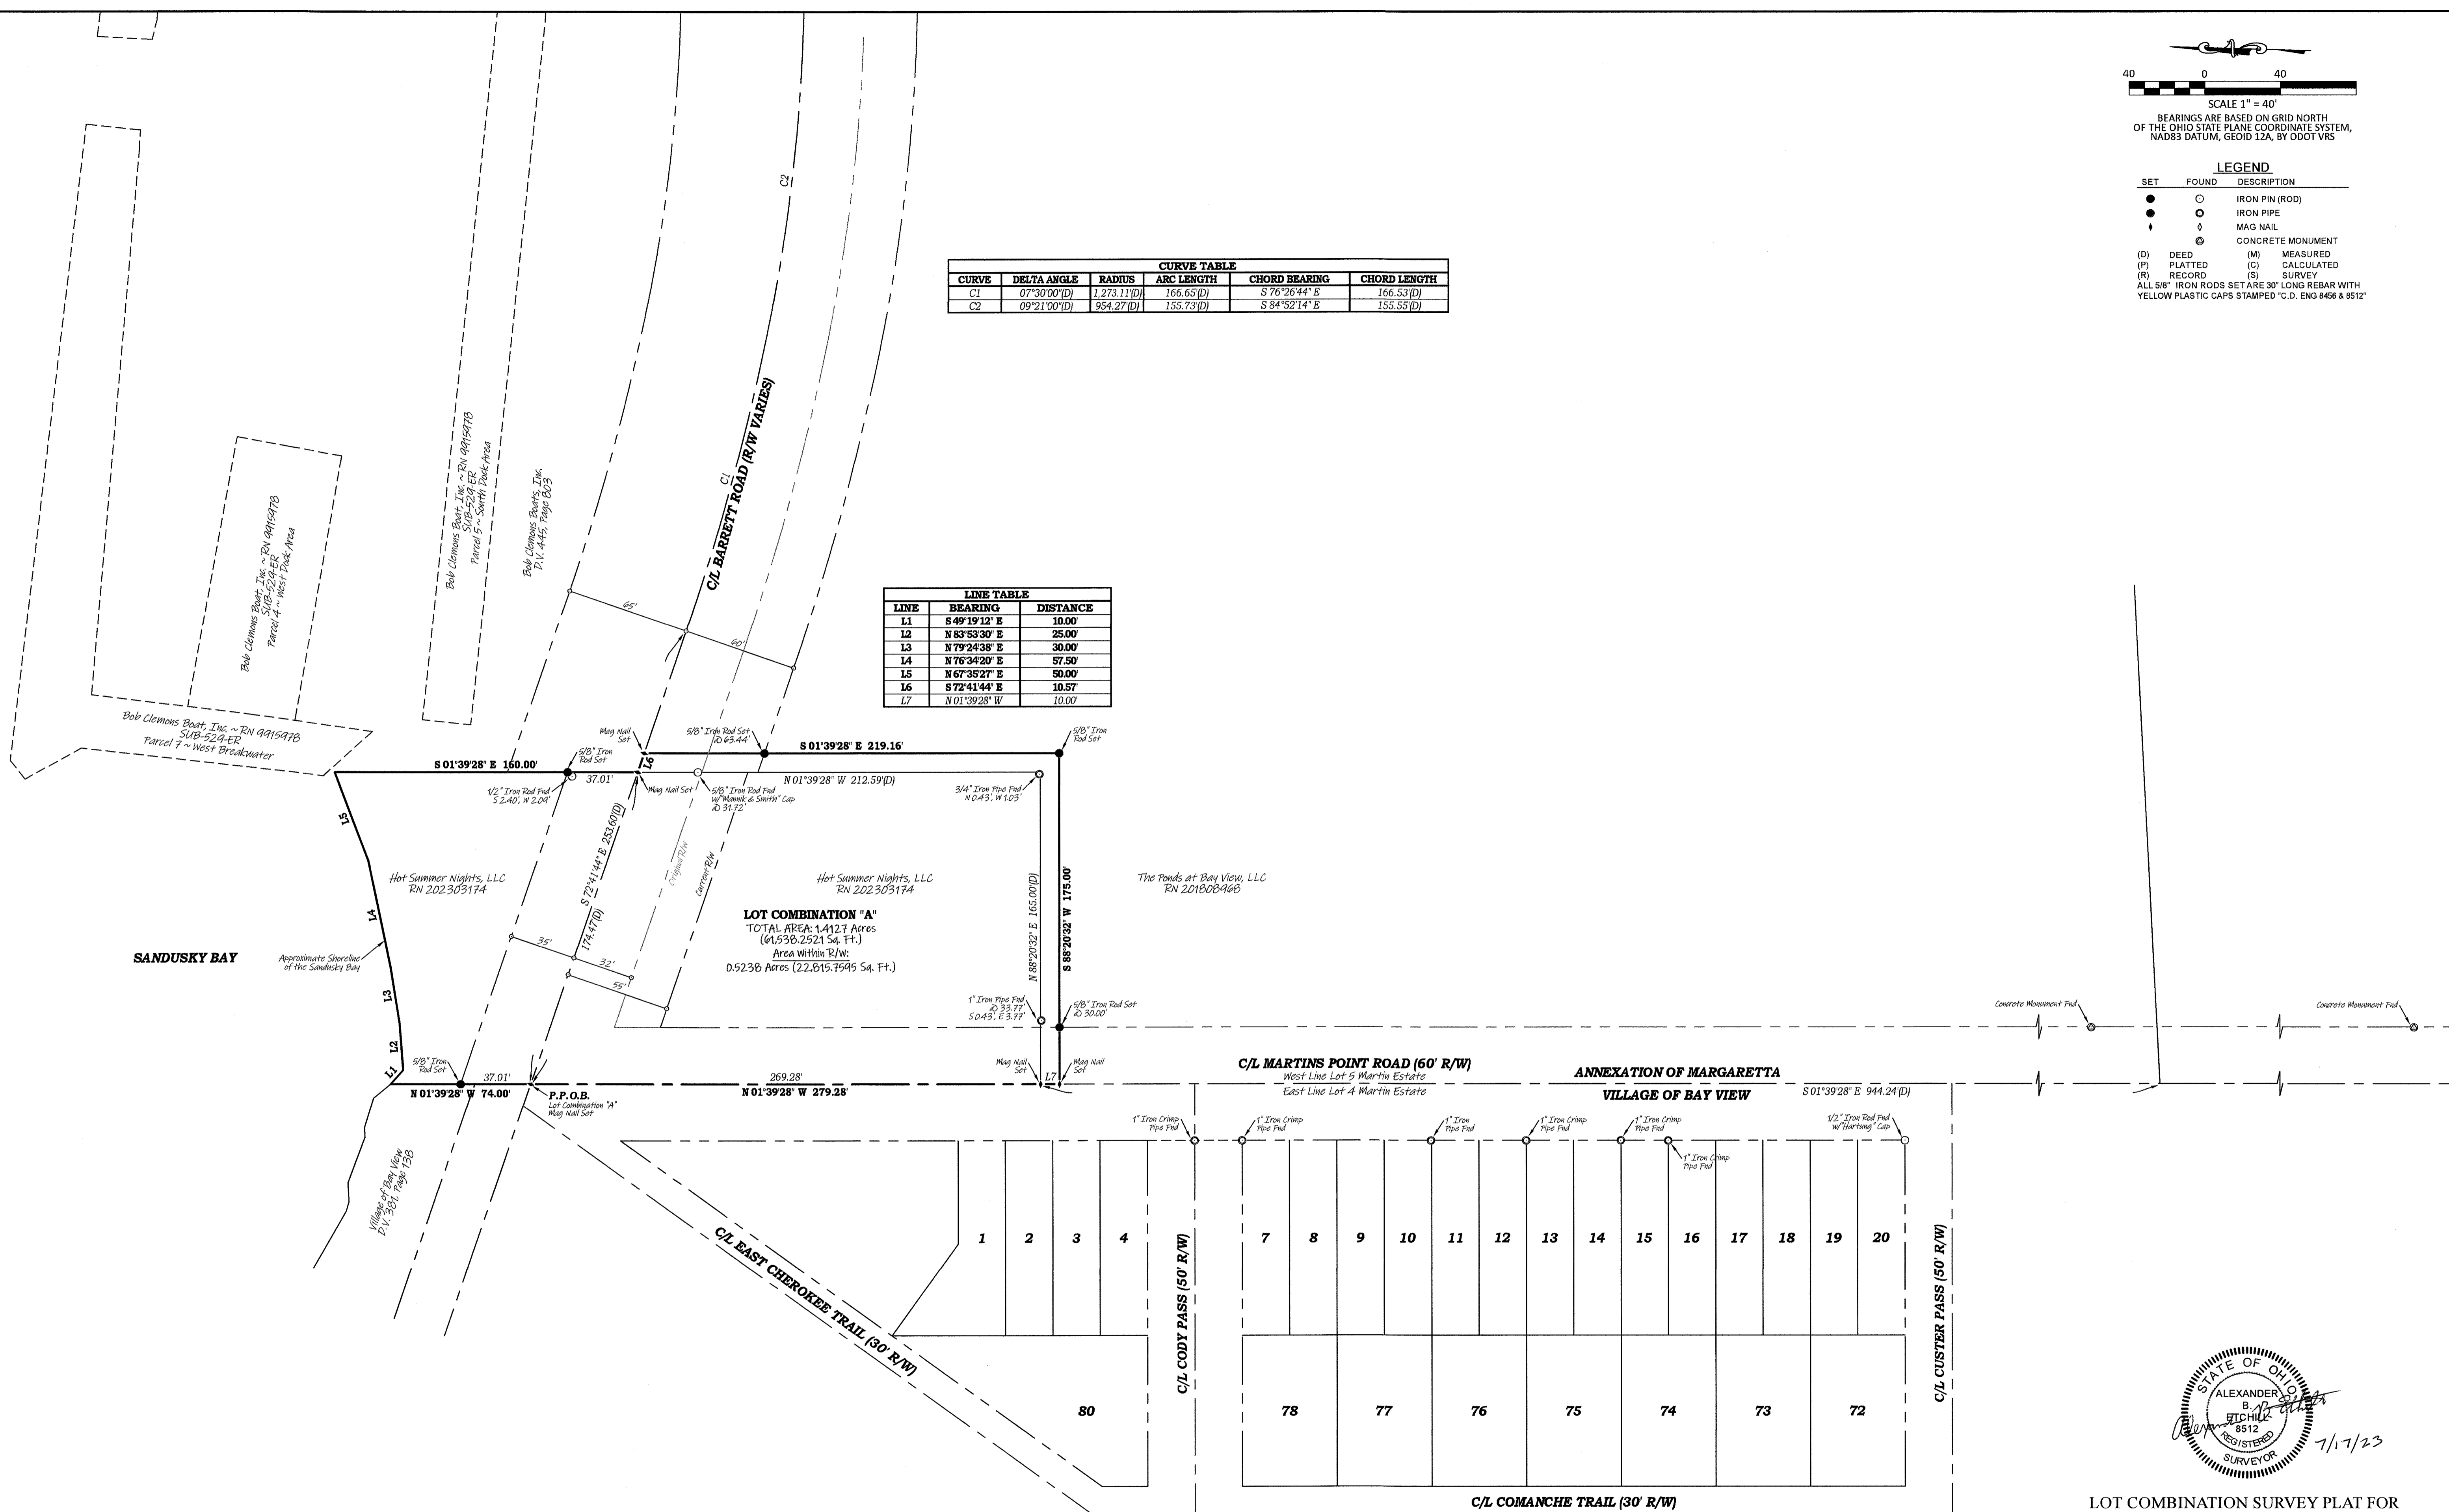 40 0 40
SCALE 1" = 40'
BEARINGS ARE BASED ON GRID NORTH
OF THE OHIO STATE PLANE COORDINATE SYSTEM,
NAD83 DATUM, GEOID 12A, BY ODOT VRS
LEGEND
SET FOUND DESCRIPTION
IRON PIN (ROD)
IRON PIPE
MAG NAIL
CONCRETE MONUMENT
(D) DEED (M) MEASURED
(P) PLATTED (C) CALCULATED
(R) RECORD (S) SURVEY
ALL 5/8" IRON RODS SET ARE 30" LONG REBAR WITH
YELLOW PLASTIC CAPS STAMPED "C.D. ENG 8456 & 8512"
C2
CURVE TABLE
CURVE DELTA ANGLE RADIUS ARC LENGTH CHORD BEARING CHORD LENGTH
C1 07°30'00"(D) 1,273.11'(D) 166.65'(D) S 76°26'44" E 166.53'(D)
C2 09°21'00"(D) 954.27'(D) 155.73'(D) S 84°52'14" E 155.55'(D)
C1
C/L BARRETT ROAD (R/W VARIES)
Bob Clemons Boat, Inc. ~ RN 9915978
SUB-529-ER
Parcel 5 ~ South Dock Area
Bob Clemons Boats, Inc.
D.V. 445, Page 803
Bob Clemons Boat, Inc. ~ RN 9915978
SUB-529-ER
Parcel 4 ~ West Dock Area
65'
60'
LINE TABLE
LINE BEARING DISTANCE
L1 S 49°19'12" E 10.00'
L2 N 83°53'30" E 25.00'
L3 N 79°24'38" E 30.00'
L4 N 76°34'20" E 57.50'
L5 N 67°35'27" E 50.00'
L6 S 72°41'44" E 10.57'
L7 N 01°39'28" W 10.00'
Bob Clemons Boat, Inc. ~ RN 9915978
SUB-529-ER
Parcel 7 ~ West Breakwater
Mag Nail
Set
5/8" Iron Rod Set
@ 63.44'
S 01°39'28" E 219.16'
5/8" Iron
Rod Set
5/8" Iron
Rod Set
S 01°39'28" E 160.00'
L6
37.01'
N 01°39'28" W 212.59'(D)
1/2" Iron Rod Fnd
S 2.40', W 2.09'
Mag Nail Set
5/8" Iron Rod Fnd
w/"Mannik & Smith" Cap
@ 31.72'
3/4" Iron Pipe Fnd
N 0.43', W 1.03'
L5
S 72°41'44" E 253.60'(D)
174.47'(D)
Original R/W
Current R/W
Hot Summer Nights, LLC
RN 202303174
Hot Summer Nights, LLC
RN 202303174
The Ponds at Bay View, LLC
RN 201808968
N 88°20'32" E 165.00'(D)
S 88°20'32" W 175.00'
LOT COMBINATION "A"
TOTAL AREA: 1.4127 Acres
(61,538.2521 Sq. Ft.)
Area Within R/W:
0.5238 Acres (22,815.7595 Sq. Ft.)
L4
SANDUSKY BAY
Approximate Shoreline
of the Sandusky Bay
35'
32'
55'
L3
1" Iron Pipe Fnd
@ 33.77'
S 0.43', E 3.77'
5/8" Iron Rod Set
@ 30.00'
Concrete Monument Fnd
Concrete Monument Fnd
L2
L1
5/8" Iron
Rod Set
37.01'
N 01°39'28" W 74.00'
P.P.O.B.
Lot Combination "A"
Mag Nail Set
269.28'
N 01°39'28" W 279.28'
Mag Nail
Set
L7
Mag Nail
Set
C/L MARTINS POINT ROAD (60' R/W)
West Line Lot 5 Martin Estate
East Line Lot 4 Martin Estate
ANNEXATION OF MARGARETTA
VILLAGE OF BAY VIEW
S 01°39'28" E 944.24'(D)
1" Iron Crimp
Pipe Fnd
1" Iron Crimp
Pipe Fnd
1" Iron
Pipe Fnd
1" Iron Crimp
Pipe Fnd
1" Iron Crimp
Pipe Fnd
1" Iron Crimp
Pipe Fnd
1/2" Iron Rod Fnd
w/"Hartung" Cap
Village of Bay View
D.V. 381, Page 138
C/L EAST CHEROKEE TRAIL (30' R/W)
1 2 3 4
C/L CODY PASS (50' R/W)
7 8 9 10 11 12 13 14 15 16 17 18 19 20
C/L CUSTER PASS (50' R/W)
80 78 77 76 75 74 73 72
C/L COMANCHE TRAIL (30' R/W)
STATE OF OHIO
ALEXANDER
B.
ETCHILL
8512
REGISTERED
SURVEYOR
7/17/23
LOT COMBINATION SURVEY PLAT FOR